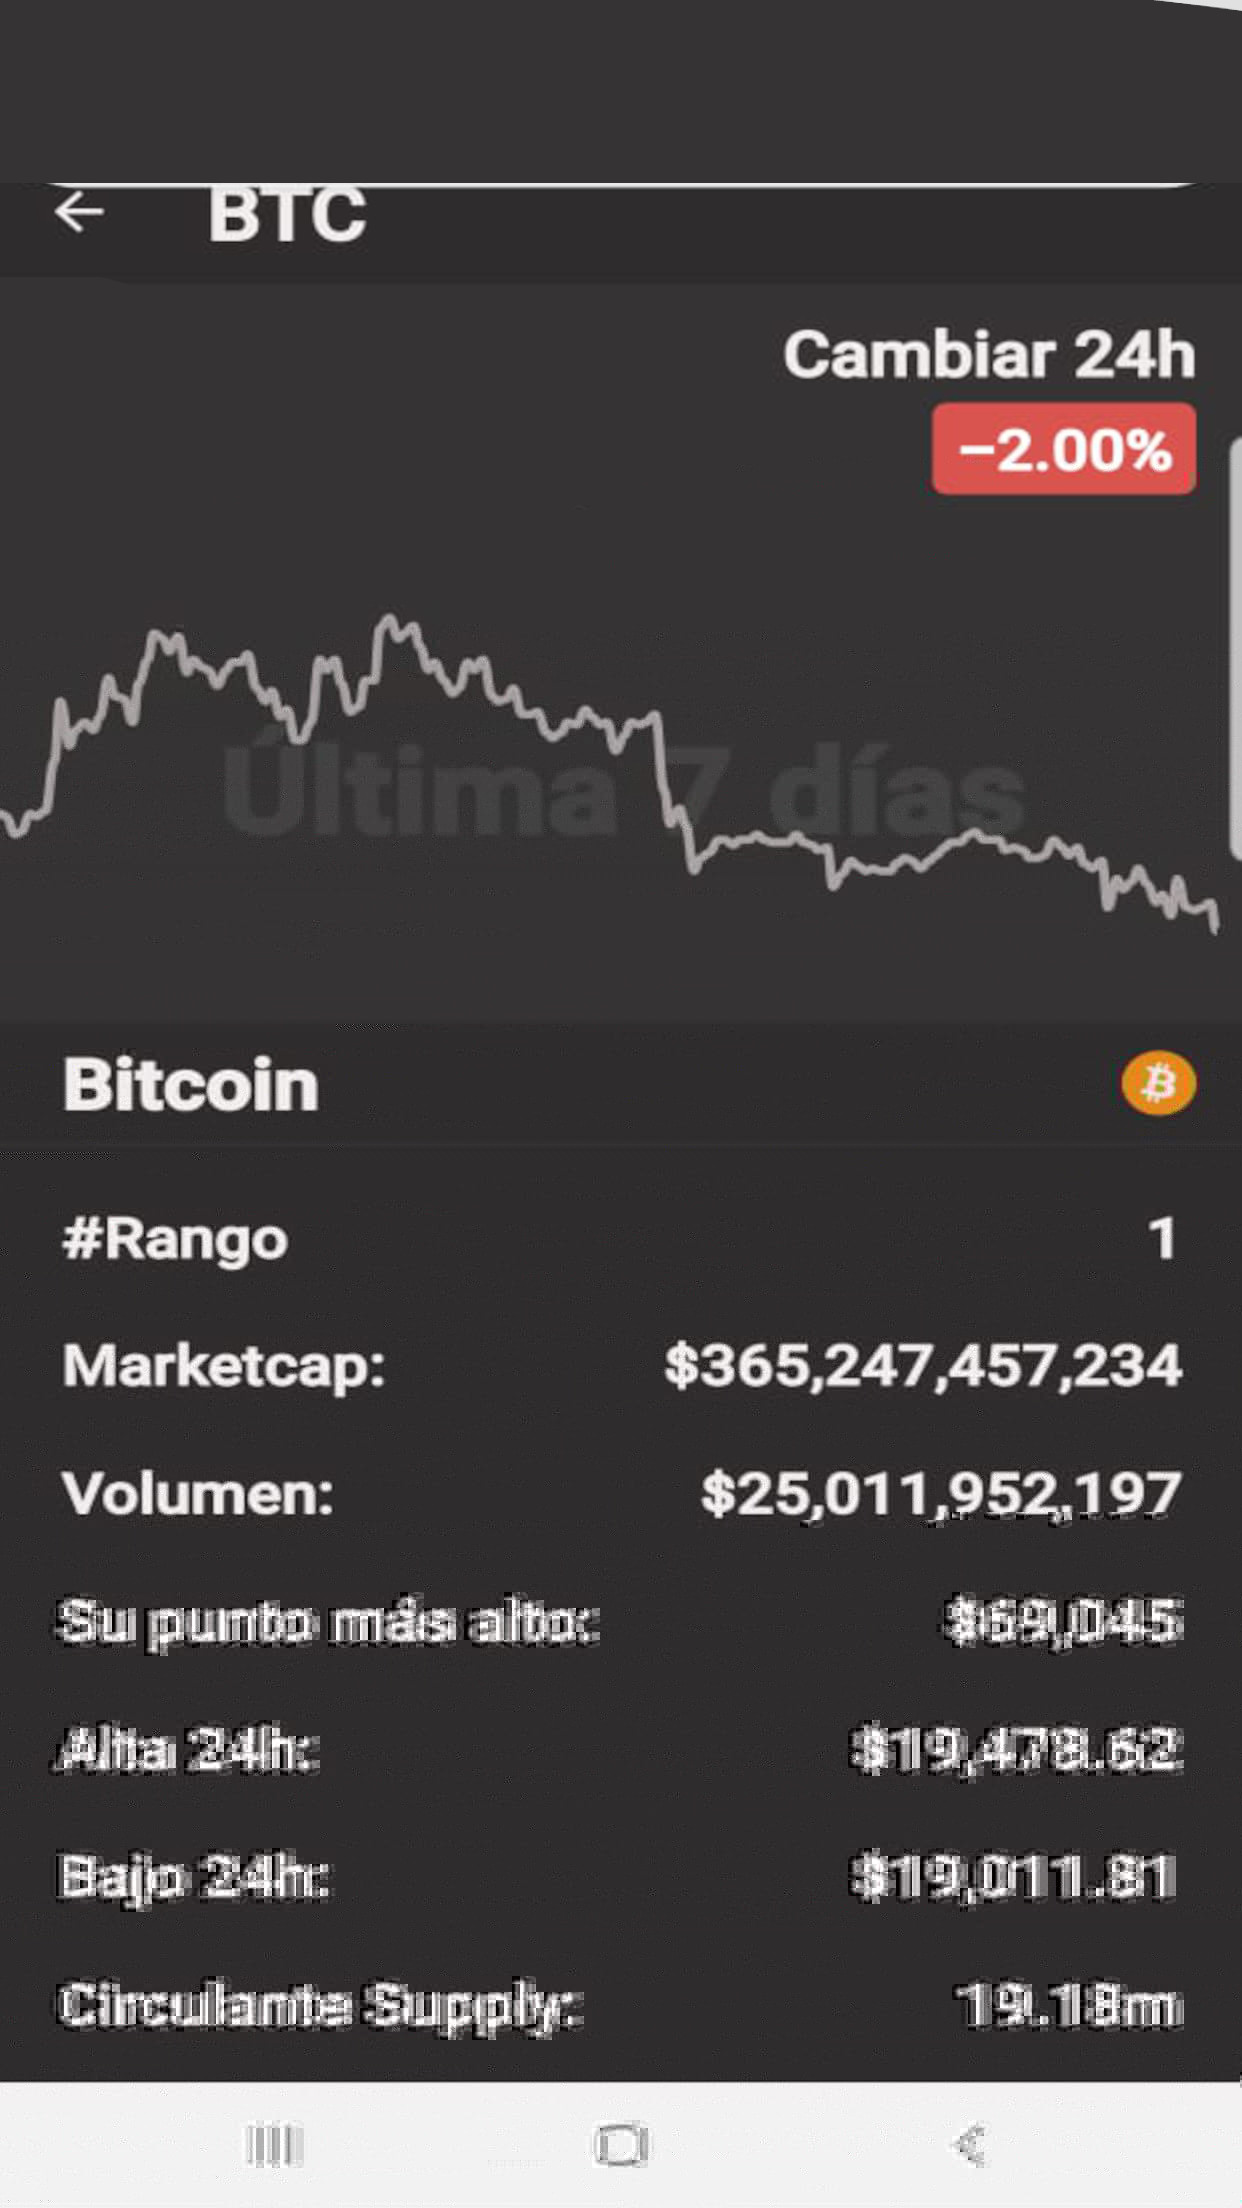 BTC
Cambiar 24h
−2.00%
Última 7 días
Bitcoin
#Rango 1
Marketcap: $365,247,457,234
Volumen: $25,011,952,197
Su punto más alto: $69,045
Alta 24h: $19,478.62
Bajo 24h: $19,011.81
Circulante Supply: 19.18m